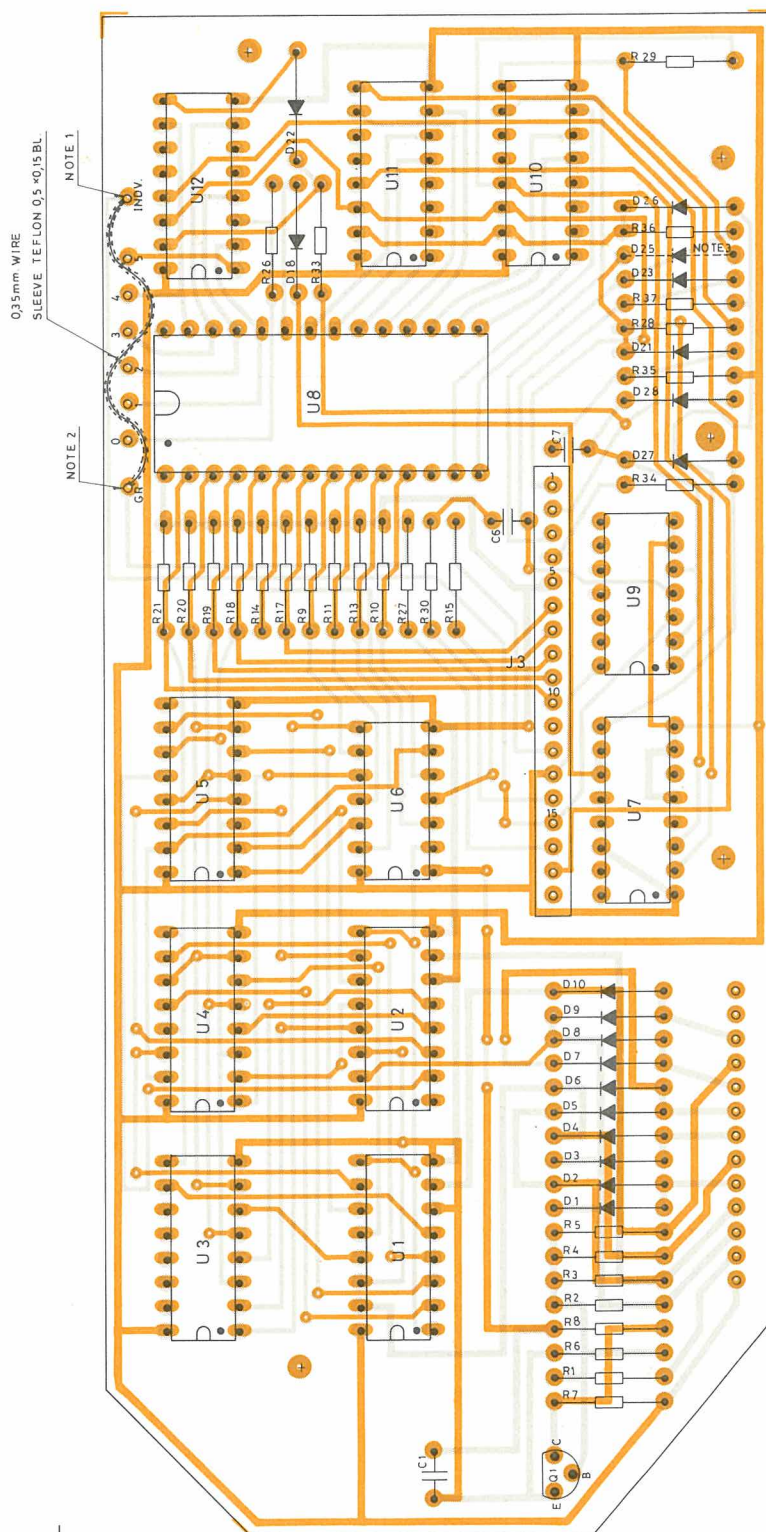 0,35mm. WIRE
SLEEVE TEFLON 0,5 x0,15 BL.
NOTE 1
NOTE 2
INDV.
5
4
3
2
1
0
GR
U12
D22
U11
U10
R 29
R26
D18
R33
D26
R36
D25
NOTE3
D23
R37
R28
D21
R35
D28
D27
R34
U8
C7
C6
1
5
10
15
J3
R21
R20
R19
R18
R14
R17
R9
R11
R13
R10
R27
R30
R15
U9
U5
U6
U7
U4
U2
D10
D9
D8
D7
D6
D5
D4
D3
D2
D1
R5
R4
R3
R2
R8
R6
R1
R7
U3
U1
C1
E
Q1
C
B